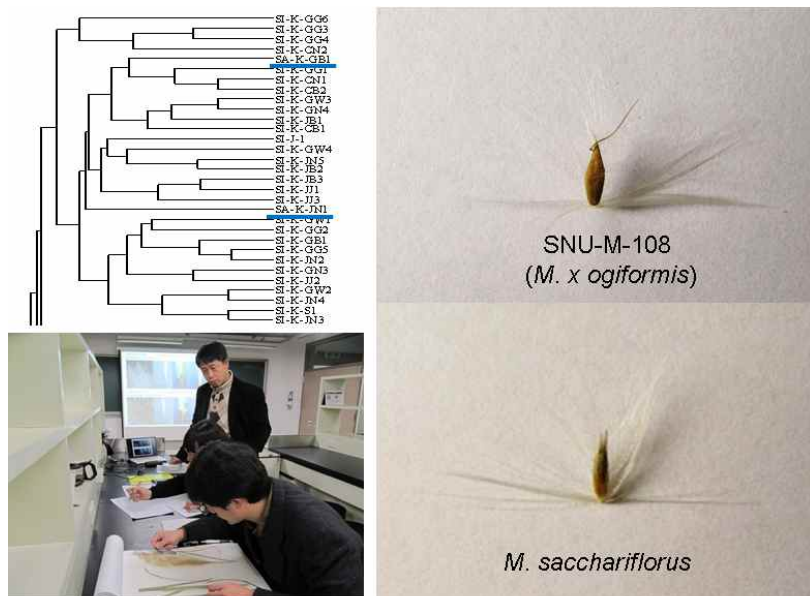 SI-K-GG6
SI-K-GG3
SI-K-GG4
SI-K-CN2
SA-K-GB1
SI-K-GG1
SI-K-CN1
SI-K-CB2
SI-K-GW3
SI-K-GN4
SI-K-JB1
SI-K-CB1
SI-J-1
SI-K-GW4
SI-K-JN5
SI-K-JB2
SI-K-JB3
SI-K-JJ1
SI-K-JJ3
SA-K-JN1
SI-K-GW1
SI-K-GG2
SI-K-GB1
SI-K-GG5
SI-K-JN2
SI-K-GN3
SI-K-JJ2
SI-K-GW2
SI-K-JN4
SI-K-S1
SI-K-JN3
SNU-M-108
(M. x ogiformis)
M. sacchariflorus